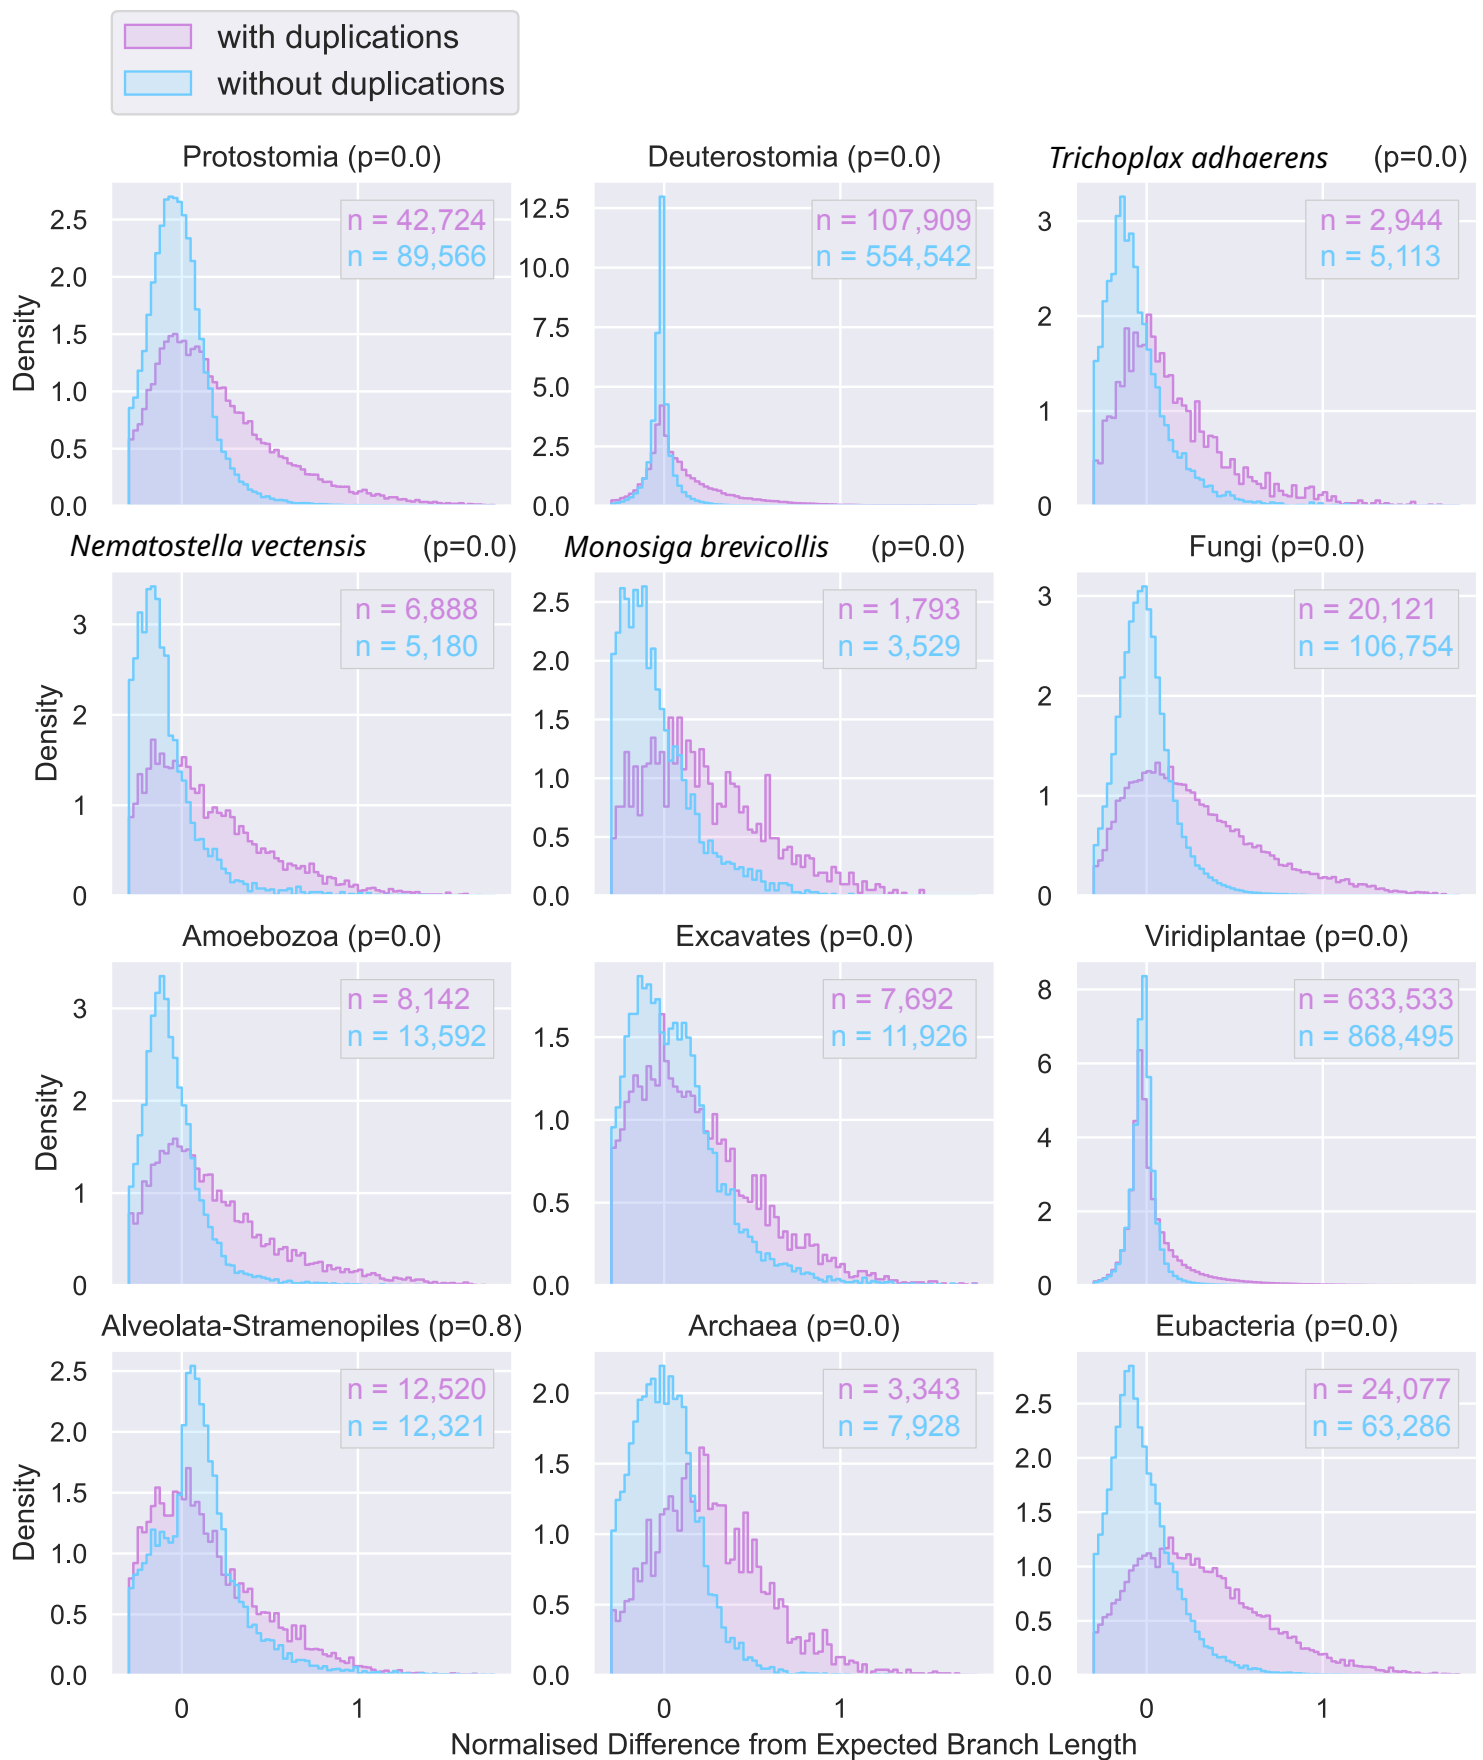 with duplications
without duplications
Protostomia (p=0.0)
Deuterostomia (p=0.0)
Trichoplax adhaerens (p=0.0)
n = 42,724
n = 89,566
n = 107,909
n = 554,542
n = 2,944
n = 5,113
Density
2.5
2.0
1.5
1.0
0.5
0.0
12.5
10.0
7.5
5.0
2.5
0.0
3
2
1
0
Nematostella vectensis (p=0.0)
Monosiga brevicollis (p=0.0)
Fungi (p=0.0)
n = 6,888
n = 5,180
n = 1,793
n = 3,529
n = 20,121
n = 106,754
Density
3
2
1
0
2.5
2.0
1.5
1.0
0.5
0.0
3
2
1
0
Amoebozoa (p=0.0)
Excavates (p=0.0)
Viridiplantae (p=0.0)
n = 8,142
n = 13,592
n = 7,692
n = 11,926
n = 633,533
n = 868,495
Density
3
2
1
0
1.5
1.0
0.5
0.0
8
6
4
2
0
Alveolata-Stramenopiles (p=0.8)
Archaea (p=0.0)
Eubacteria (p=0.0)
n = 12,520
n = 12,321
n = 3,343
n = 7,928
n = 24,077
n = 63,286
Density
2.5
2.0
1.5
1.0
0.5
0.0
2.0
1.5
1.0
0.5
0.0
2.5
2.0
1.5
1.0
0.5
0.0
0 1
0 1
0 1
Normalised Difference from Expected Branch Length